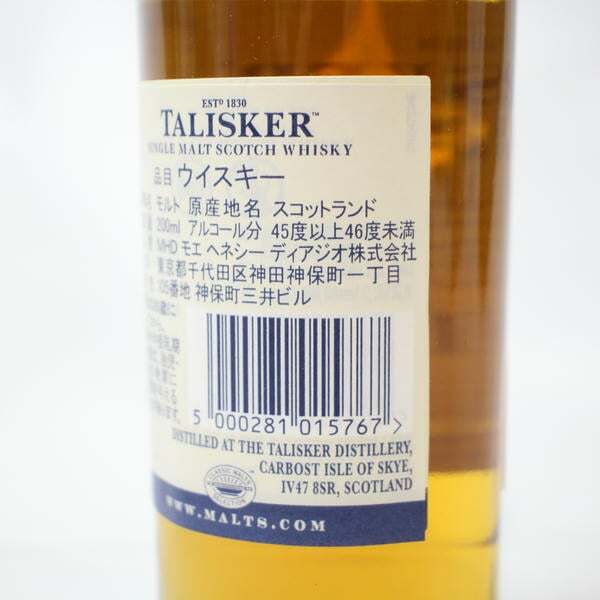 ESTD 1830
TALISKER™
SINGLE MALT SCOTCH WHISKY
品目 ウイスキー
モルト 原産地名 スコットランド
200ml アルコール分 45度以上46度未満
MHD モエ ヘネシー ディアジオ株式会社
東京都千代田区神田神保町一丁目
105番地 神保町三井ビル
5 000281 015767 >
DISTILLED AT THE TALISKER DISTILLERY,
CARBOST ISLE OF SKYE,
IV47 8SR, SCOTLAND
WWW.MALTS.COM